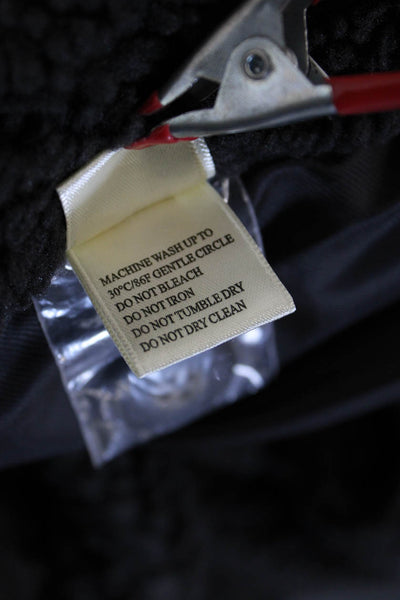 MACHINE WASH UP TO
30°C/86F GENTLE CIRCLE
DO NOT BLEACH
DO NOT IRON
DO NOT TUMBLE DRY
DO NOT DRY CLEAN